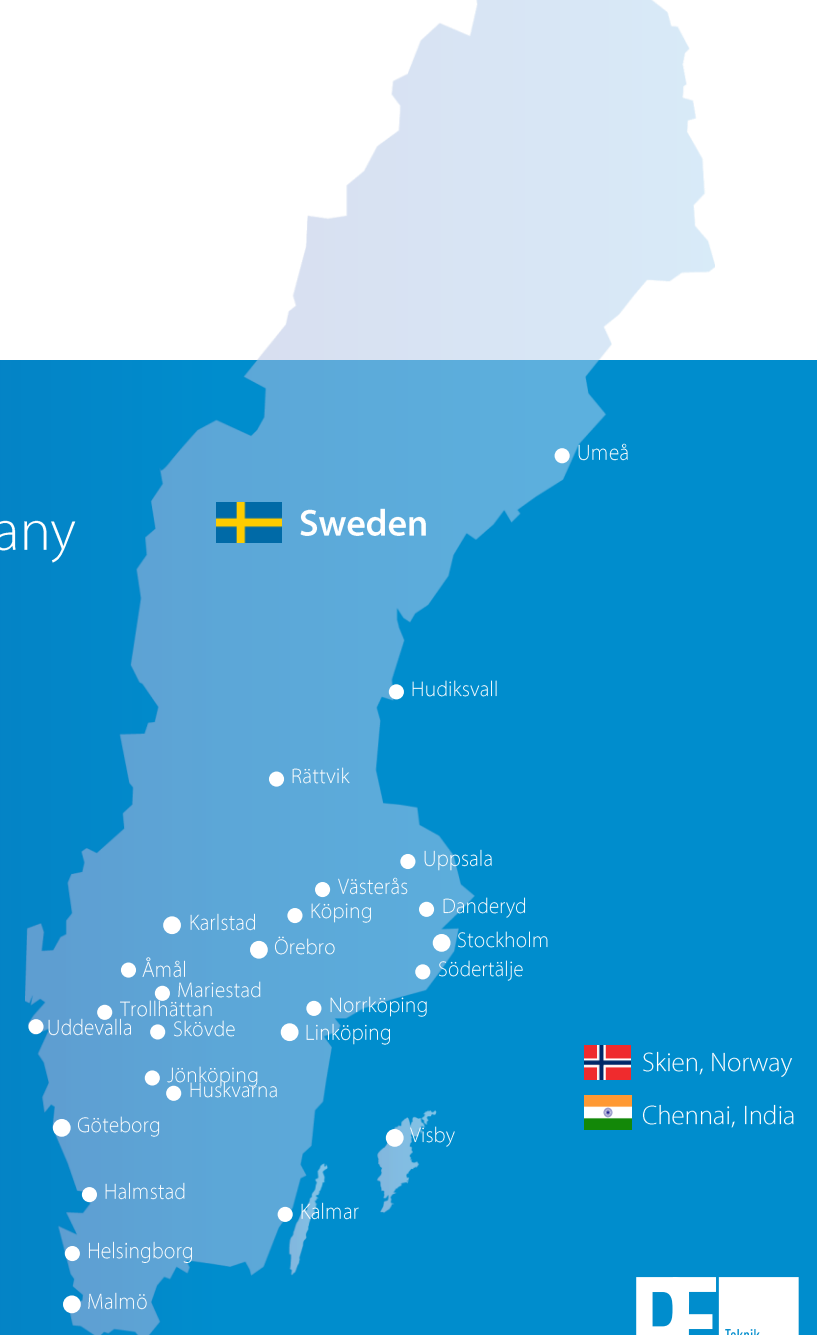 Umeå
Sweden
any
Hudiksvall
Rättvik
Uppsala
Västerås
Danderyd
Köping
Karlstad
Stockholm
Örebro
Åmål
Södertälje
Mariestad
Norrköping
Trollhättan
Uddevalla
Skövde
Linköping
Skien, Norway
Jönköping
Huskvarna
Chennai, India
Göteborg
Visby
Halmstad
Kalmar
Helsingborg
Malmö
Teknik